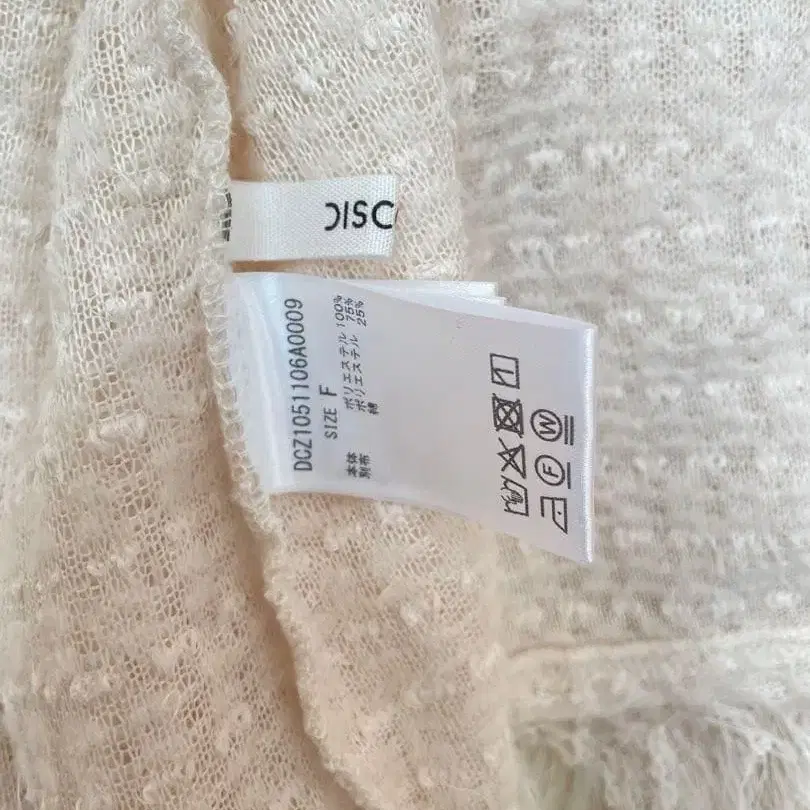 DISC
DCZ1051106A0009
SIZE F
本体 ポリエステル 100%
別布 ポリエステル 75%
綿 25%
F W